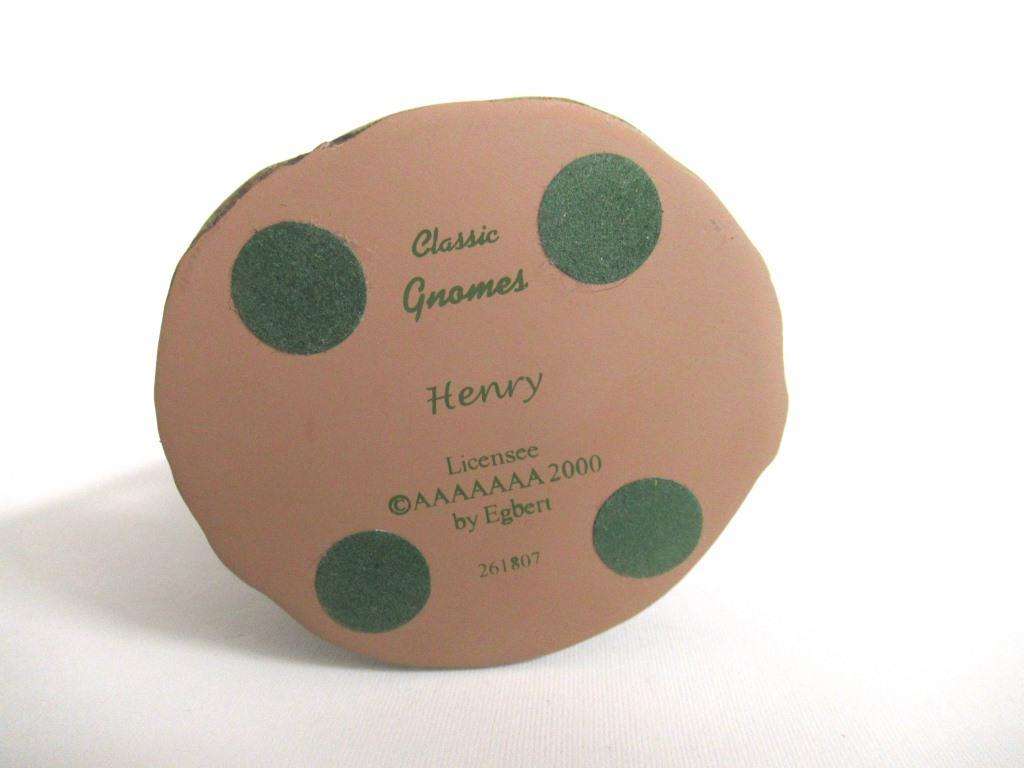 Classic
Gnomes
Henry
Licensee
©AAAAAAA 2000
by Egbert
261807